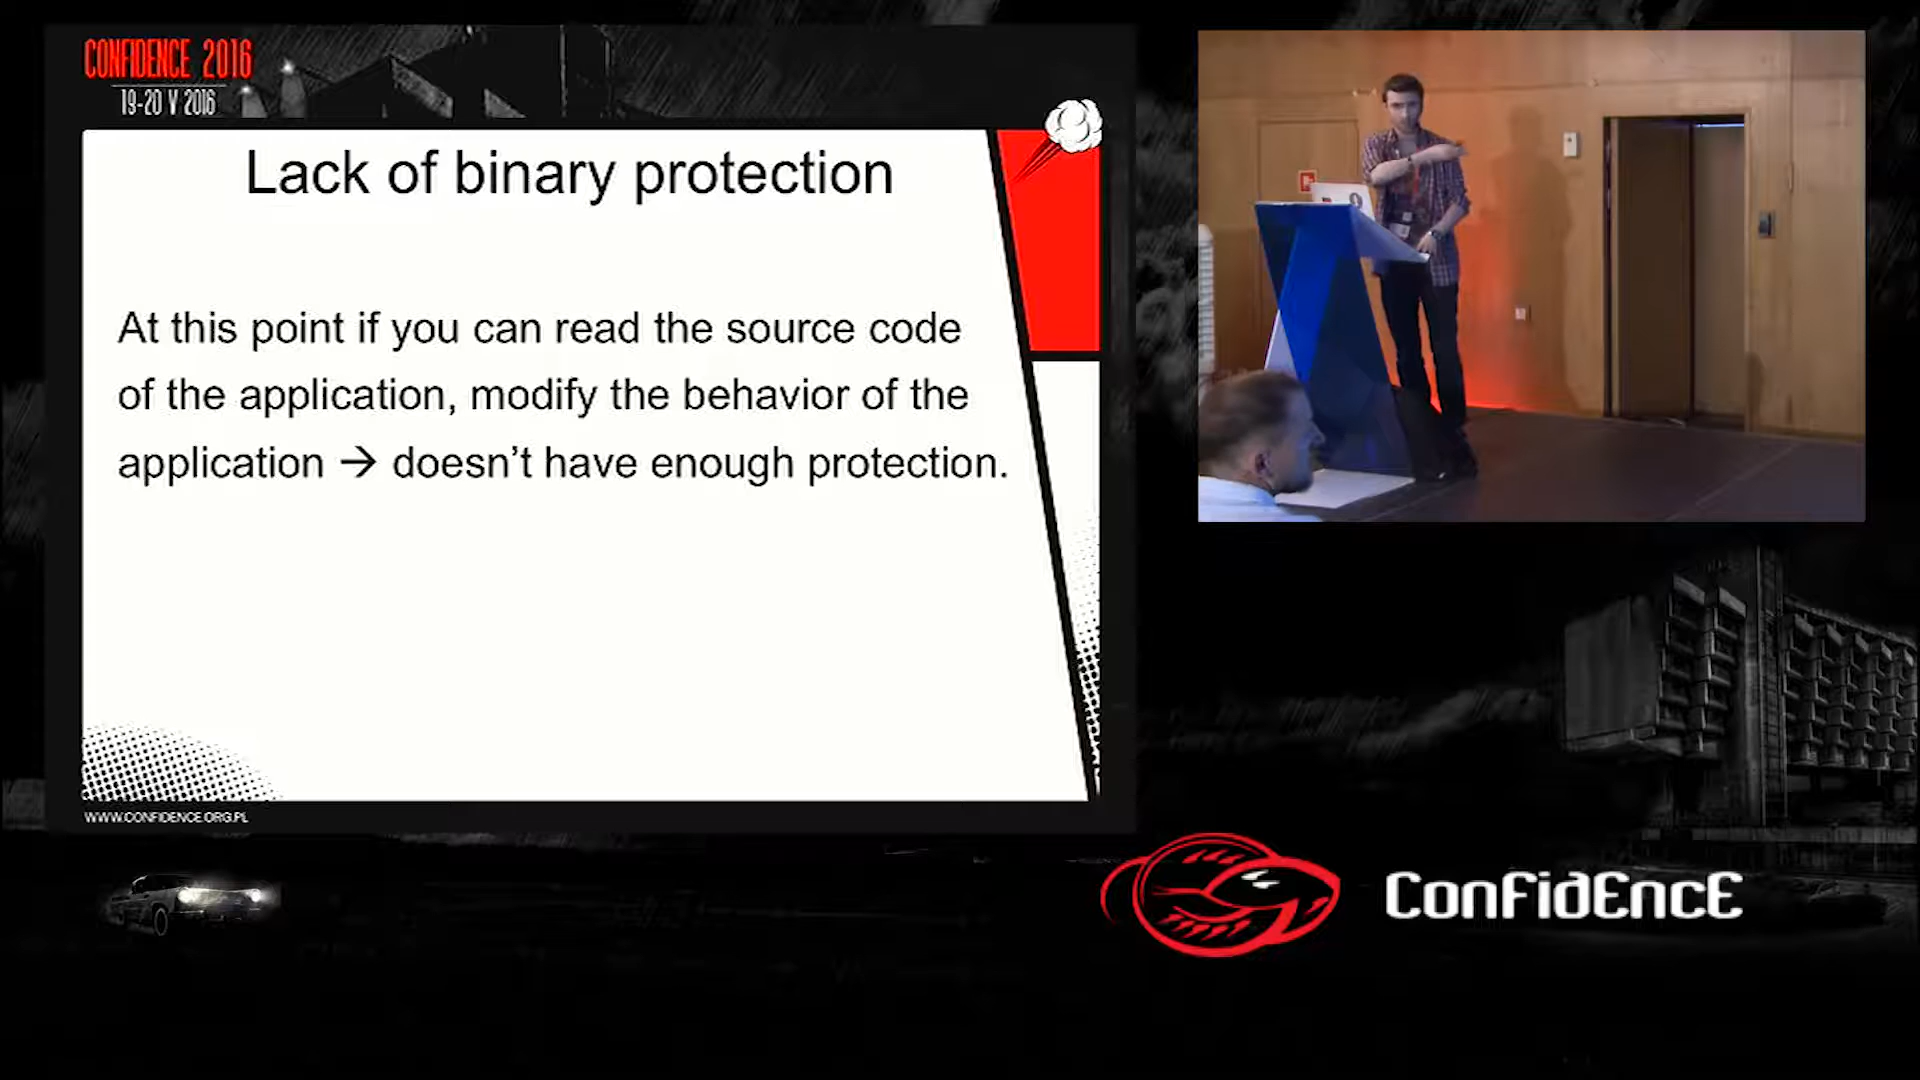 CONFIDENCE 2016
19-20 V 2016
Lack of binary protection
At this point if you can read the source code
of the application, modify the behavior of the
application → doesn't have enough protection.
WWW.CONFIDENCE.ORG.PL
ConFidEncE